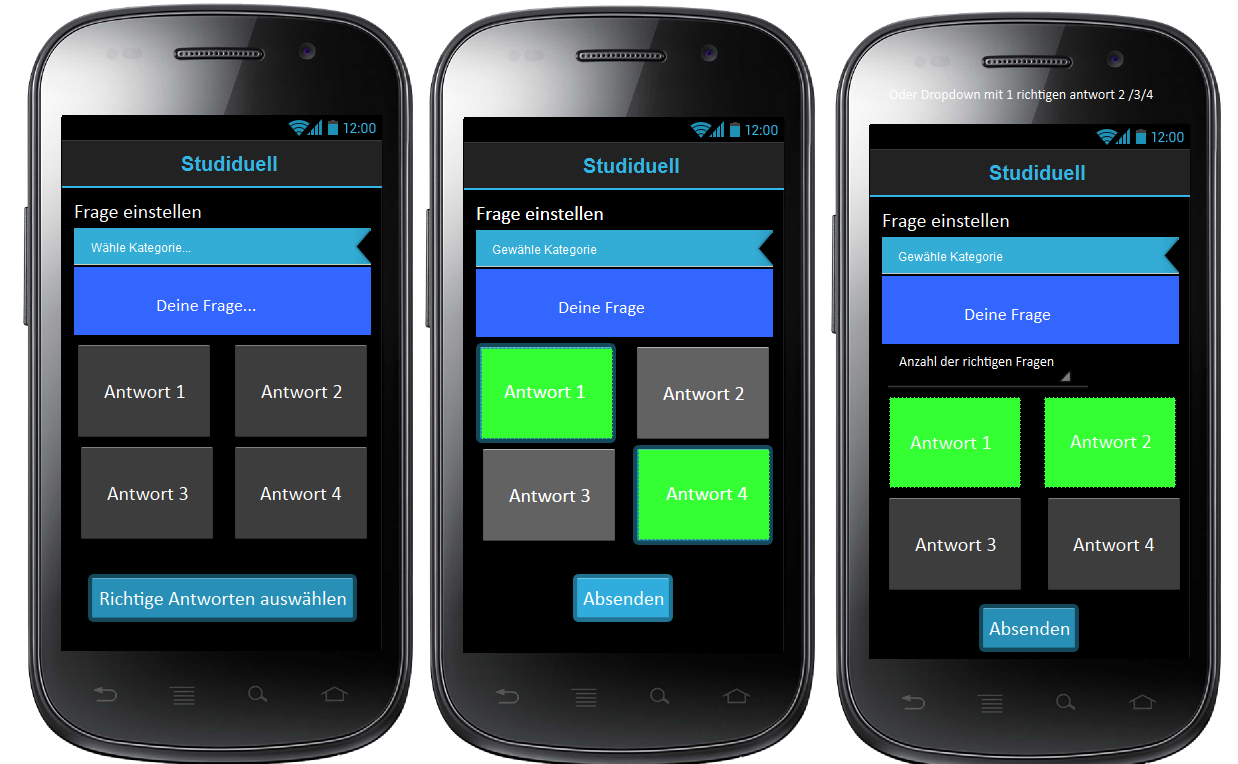 12:00
Studiduell
Frage einstellen
Wähle Kategorie...
Deine Frage...
Antwort 1
Antwort 2
Antwort 3
Antwort 4
Richtige Antworten auswählen
12:00
Studiduell
Frage einstellen
Gewähle Kategorie
Deine Frage
Antwort 1
Antwort 2
Antwort 3
Antwort 4
Absenden
Oder Dropdown mit 1 richtigen antwort 2 /3/4
12:00
Studiduell
Frage einstellen
Gewähle Kategorie
Deine Frage
Anzahl der richtigen Fragen
Antwort 1
Antwort 2
Antwort 3
Antwort 4
Absenden